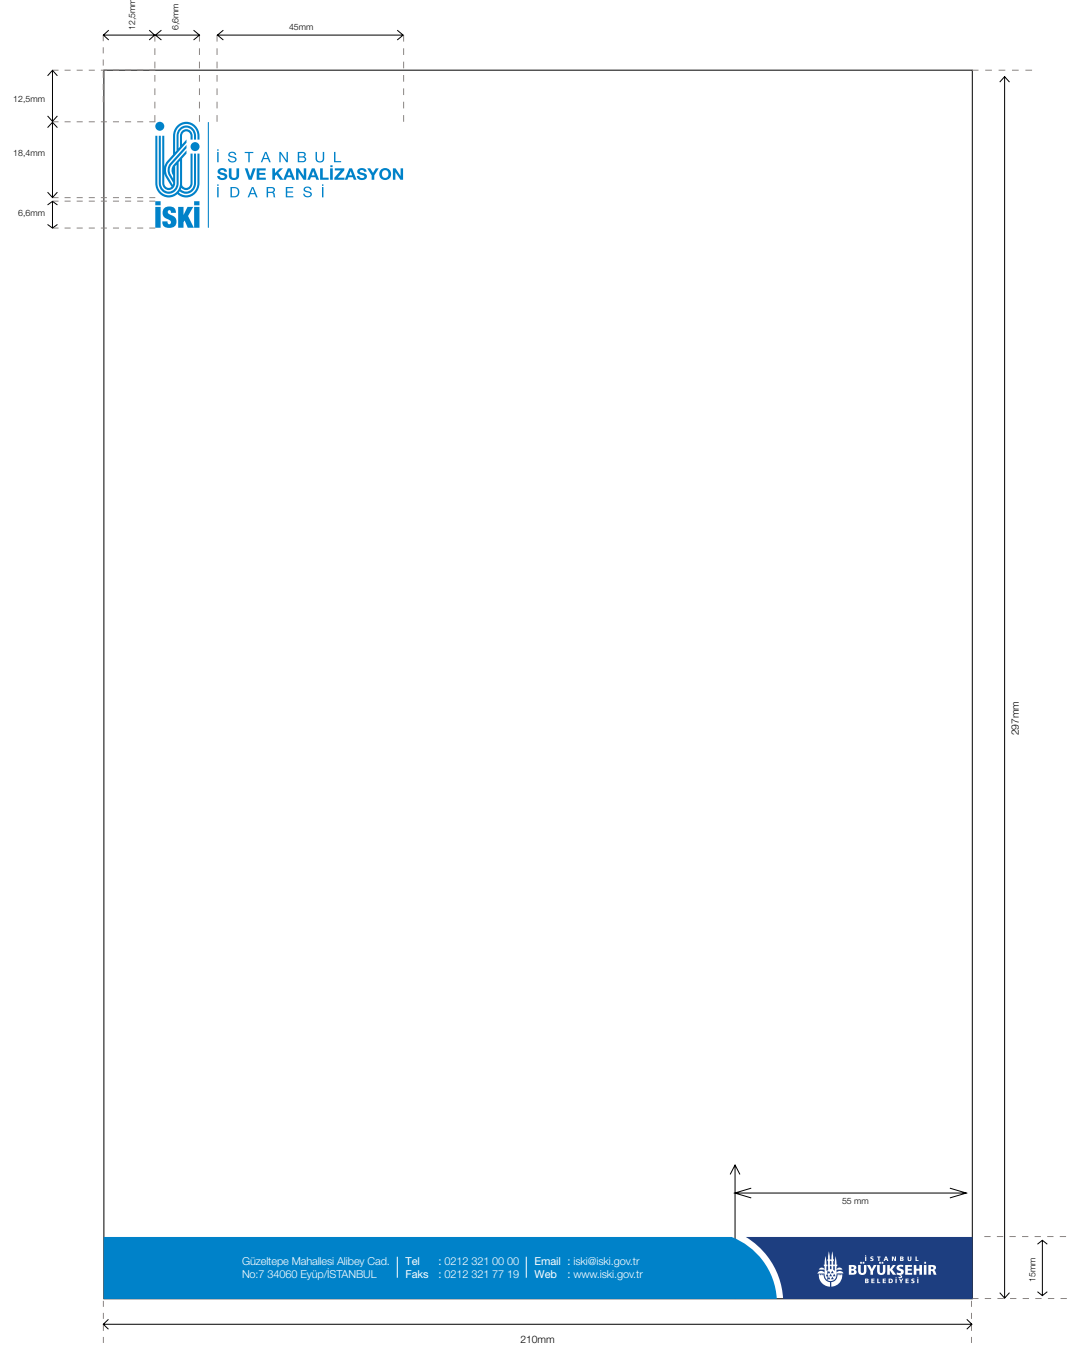 12,5mm
6,6mm
45mm
12,5mm
18,4mm
6,6mm
İSTANBUL
SU VE KANALİZASYON
İDARESİ
İSKİ
297mm
55 mm
Güzeltepe Mahallesi Alibey Cad. Tel : 0212 321 00 00 Email : iski@iski.gov.tr
No:7 34060 Eyüp/İSTANBUL Faks : 0212 321 77 19 Web : www.iski.gov.tr
İSTANBUL
BÜYÜKŞEHİR
BELEDİYESİ
15mm
210mm